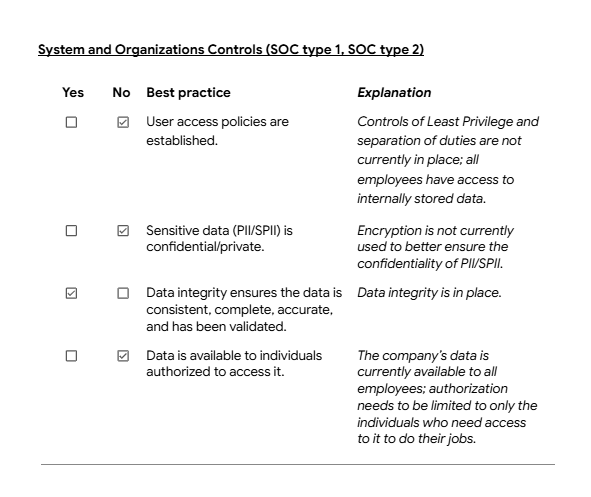 System and Organizations Controls (SOC type 1, SOC type 2)
Yes No Best practice Explanation
User access policies are established.
Controls of Least Privilege and
separation of duties are not
currently in place; all
employees have access to
internally stored data.
Sensitive data (PII/SPII) is
confidential/private.
Encryption is not currently
used to better ensure the
confidentiality of PII/SPII.
Data integrity ensures the data is
consistent, complete, accurate,
and has been validated.
Data integrity is in place.
Data is available to individuals
authorized to access it.
The company's data is
currently available to all
employees; authorization
needs to be limited to only the
individuals who need access
to it to do their jobs.